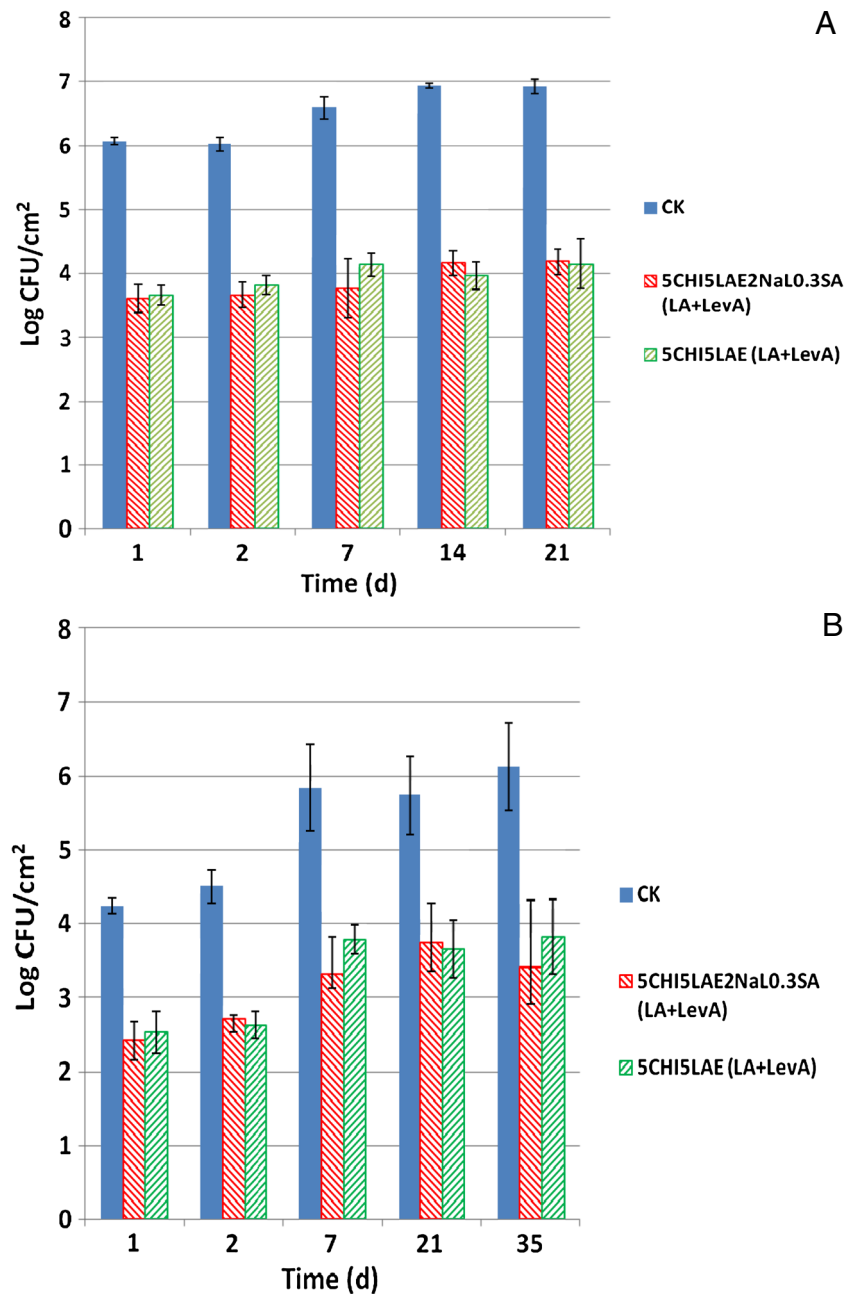 A
8
7
6
5
4
3
2
1
0
Log CFU/cm²
1 2 7 14 21
Time (d)
CK
5CHI5LAE2NaL0.3SA
(LA+LevA)
5CHI5LAE (LA+LevA)
B
8
7
6
5
4
3
2
1
0
Log CFU/cm²
1 2 7 21 35
Time (d)
CK
5CHI5LAE2NaL0.3SA
(LA+LevA)
5CHI5LAE (LA+LevA)